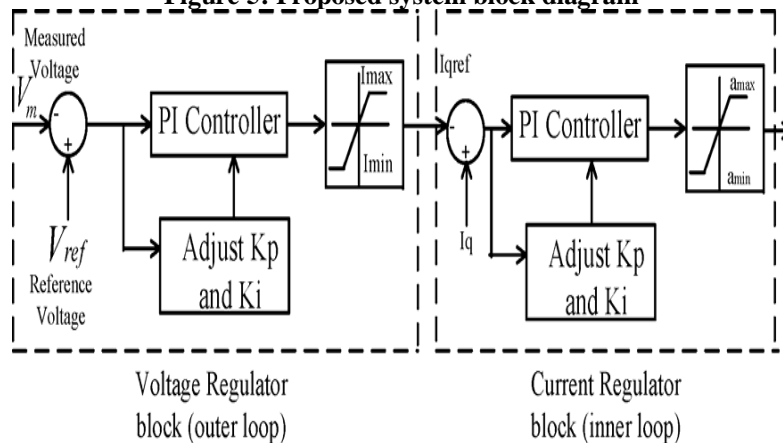 Figure 3: Proposed system block diagram
Measured
Voltage
Vm
-
+
Vref
Reference
Voltage
PI Controller
Adjust Kp
and Ki
Imax
Imin
Iqref
-
+
Iq
PI Controller
Adjust Kp
and Ki
amax
amin
Voltage Regulator
block (outer loop)
Current Regulator
block (inner loop)